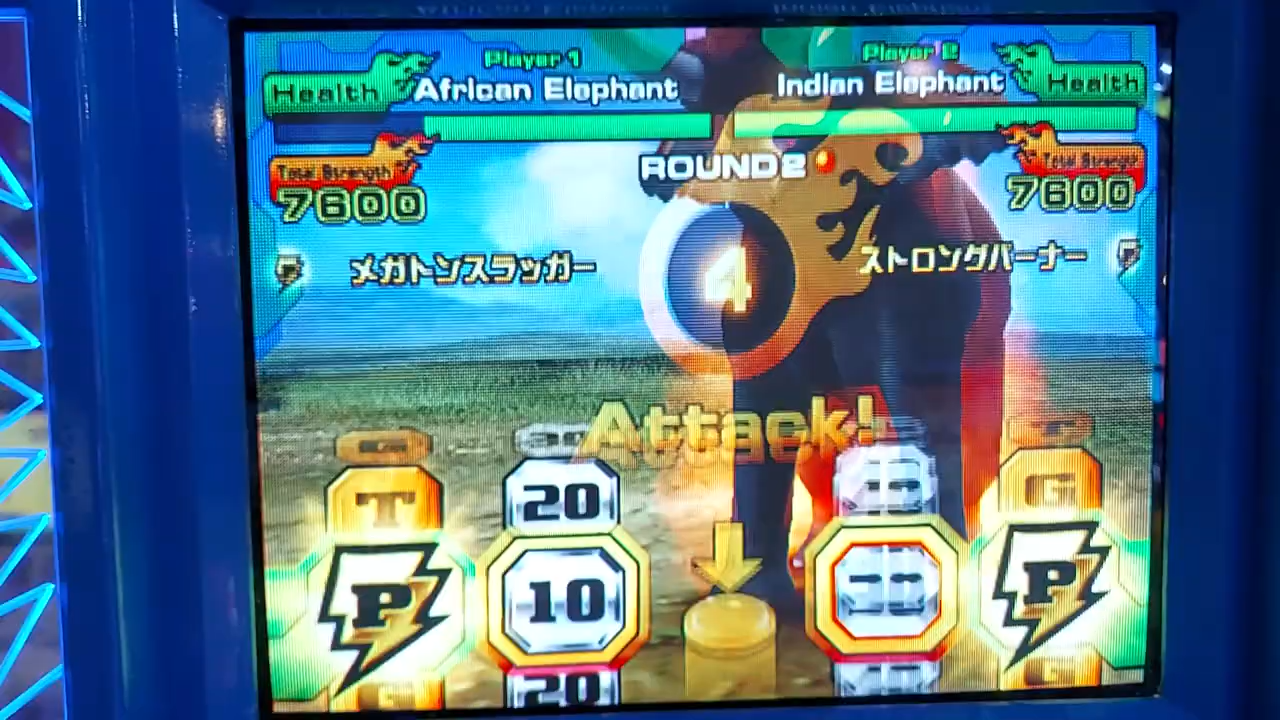 Player 1
Player 2
Health
African Elephant
Indian Elephant
Health
ROUND 2
Total Strength
7600
Total Strength
7600
メガトンスラッガー
4
ストロングバーナー
Attack!
T
20
G
P
10
P
G
20
G